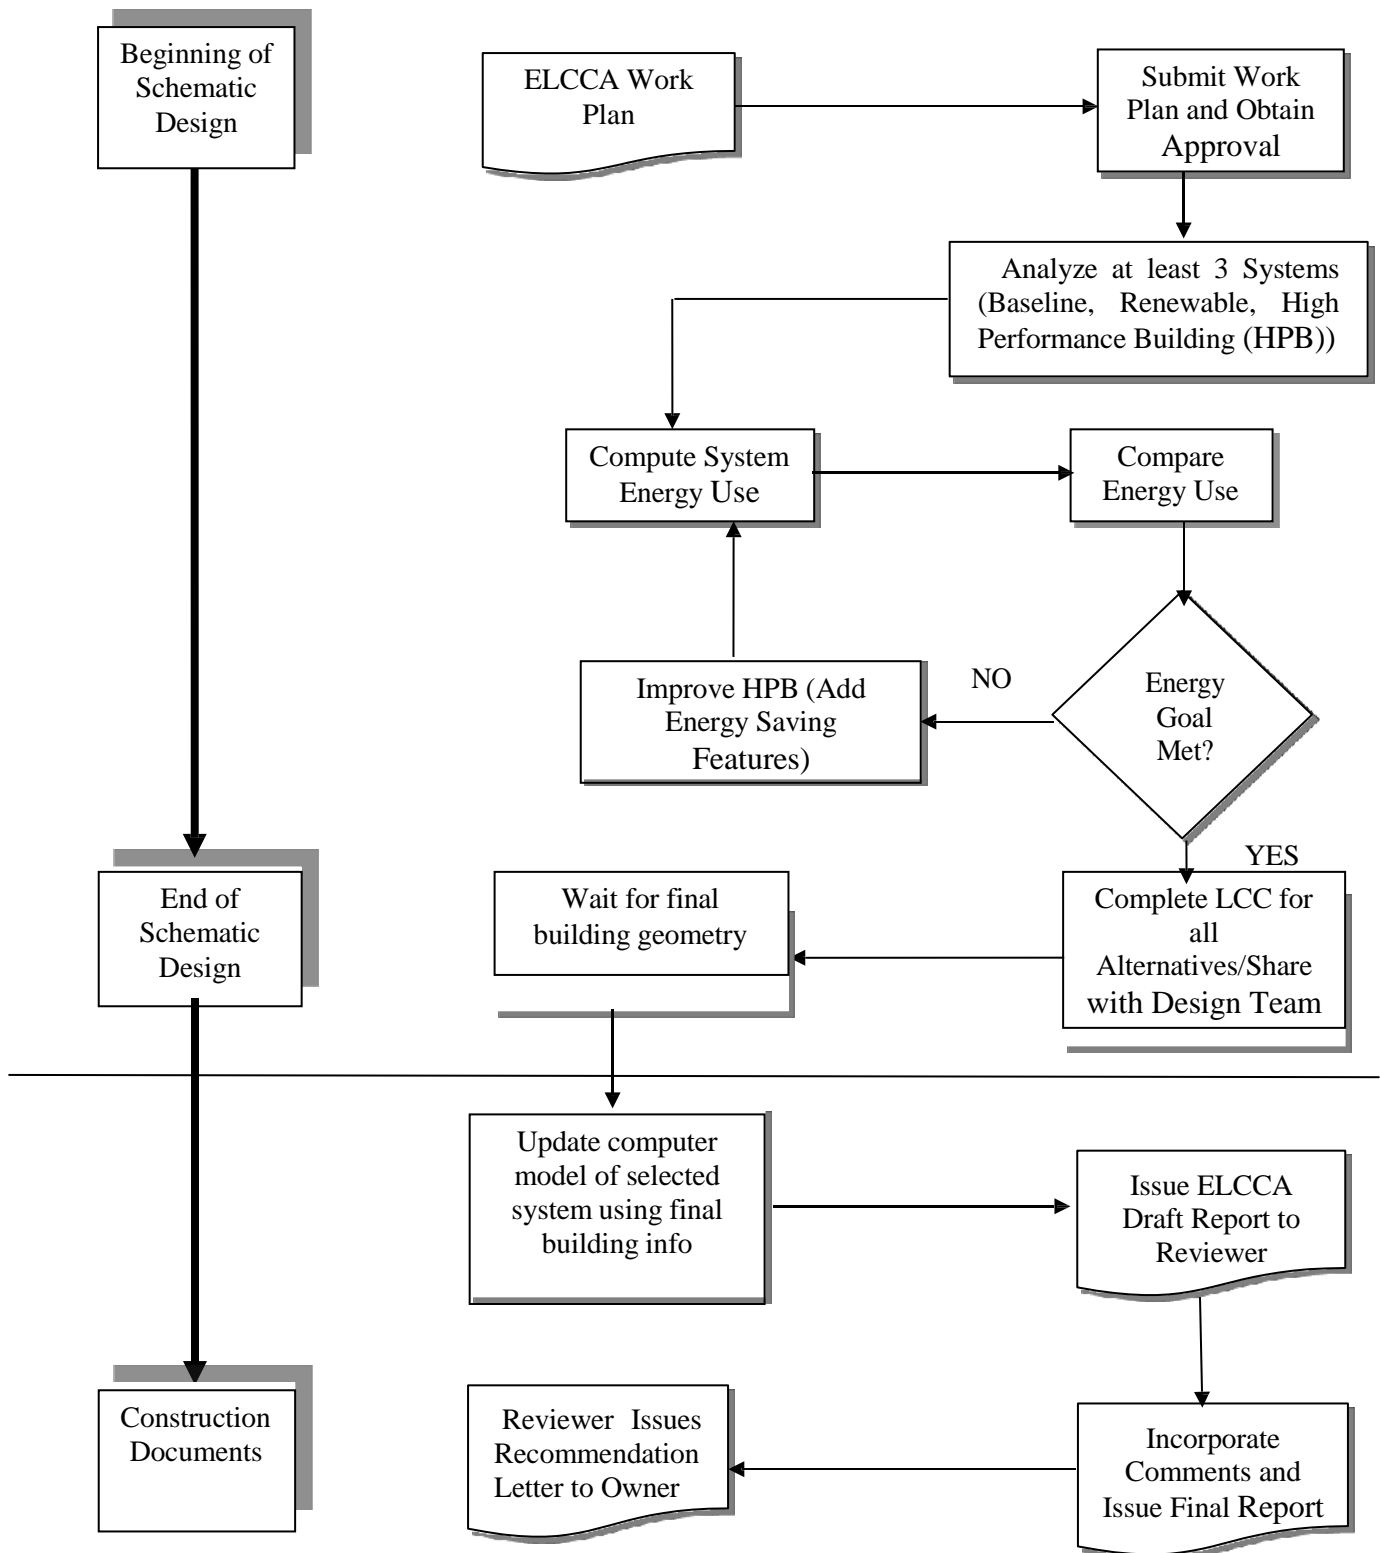 Beginning of
Schematic
Design
ELCCA Work
Plan
Submit Work
Plan and Obtain
Approval
Analyze at least 3 Systems
(Baseline, Renewable, High
Performance Building (HPB))
Compute System
Energy Use
Compare
Energy Use
Improve HPB (Add
Energy Saving
Features)
NO
Energy
Goal
Met?
YES
End of
Schematic
Design
Wait for final
building geometry
Complete LCC for
all
Alternatives/Share
with Design Team
Update computer
model of selected
system using final
building info
Issue ELCCA
Draft Report to
Reviewer
Construction
Documents
Reviewer Issues
Recommendation
Letter to Owner
Incorporate
Comments and
Issue Final Report